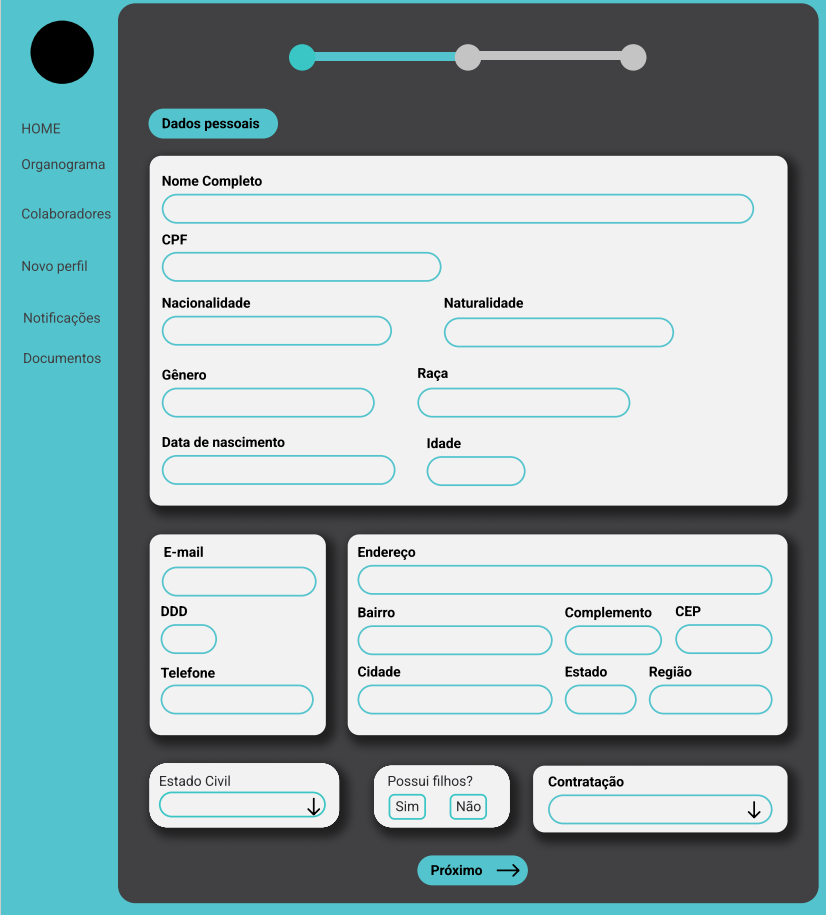 HOME
Organograma
Colaboradores
Novo perfil
Notificações
Documentos
Dados pessoais
Nome Completo
CPF
Nacionalidade Naturalidade
Gênero Raça
Data de nascimento Idade
E-mail
DDD
Telefone
Endereço
Bairro Complemento CEP
Cidade Estado Região
Estado Civil
Possui filhos?
Sim Não
Contratação
Próximo